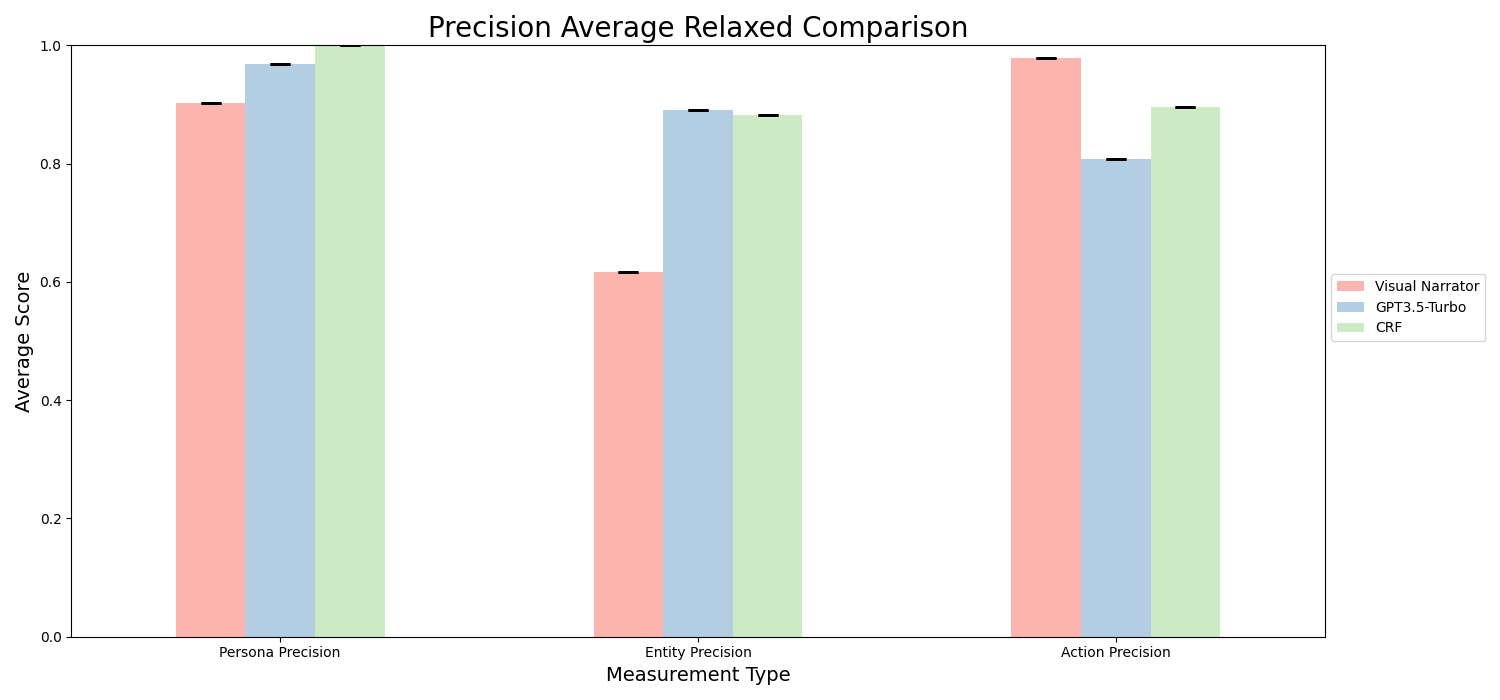 Precision Average Relaxed Comparison
Average Score
1.0
0.8
0.6
0.4
0.2
0.0
Persona Precision
Entity Precision
Action Precision
Measurement Type
Visual Narrator
GPT3.5-Turbo
CRF